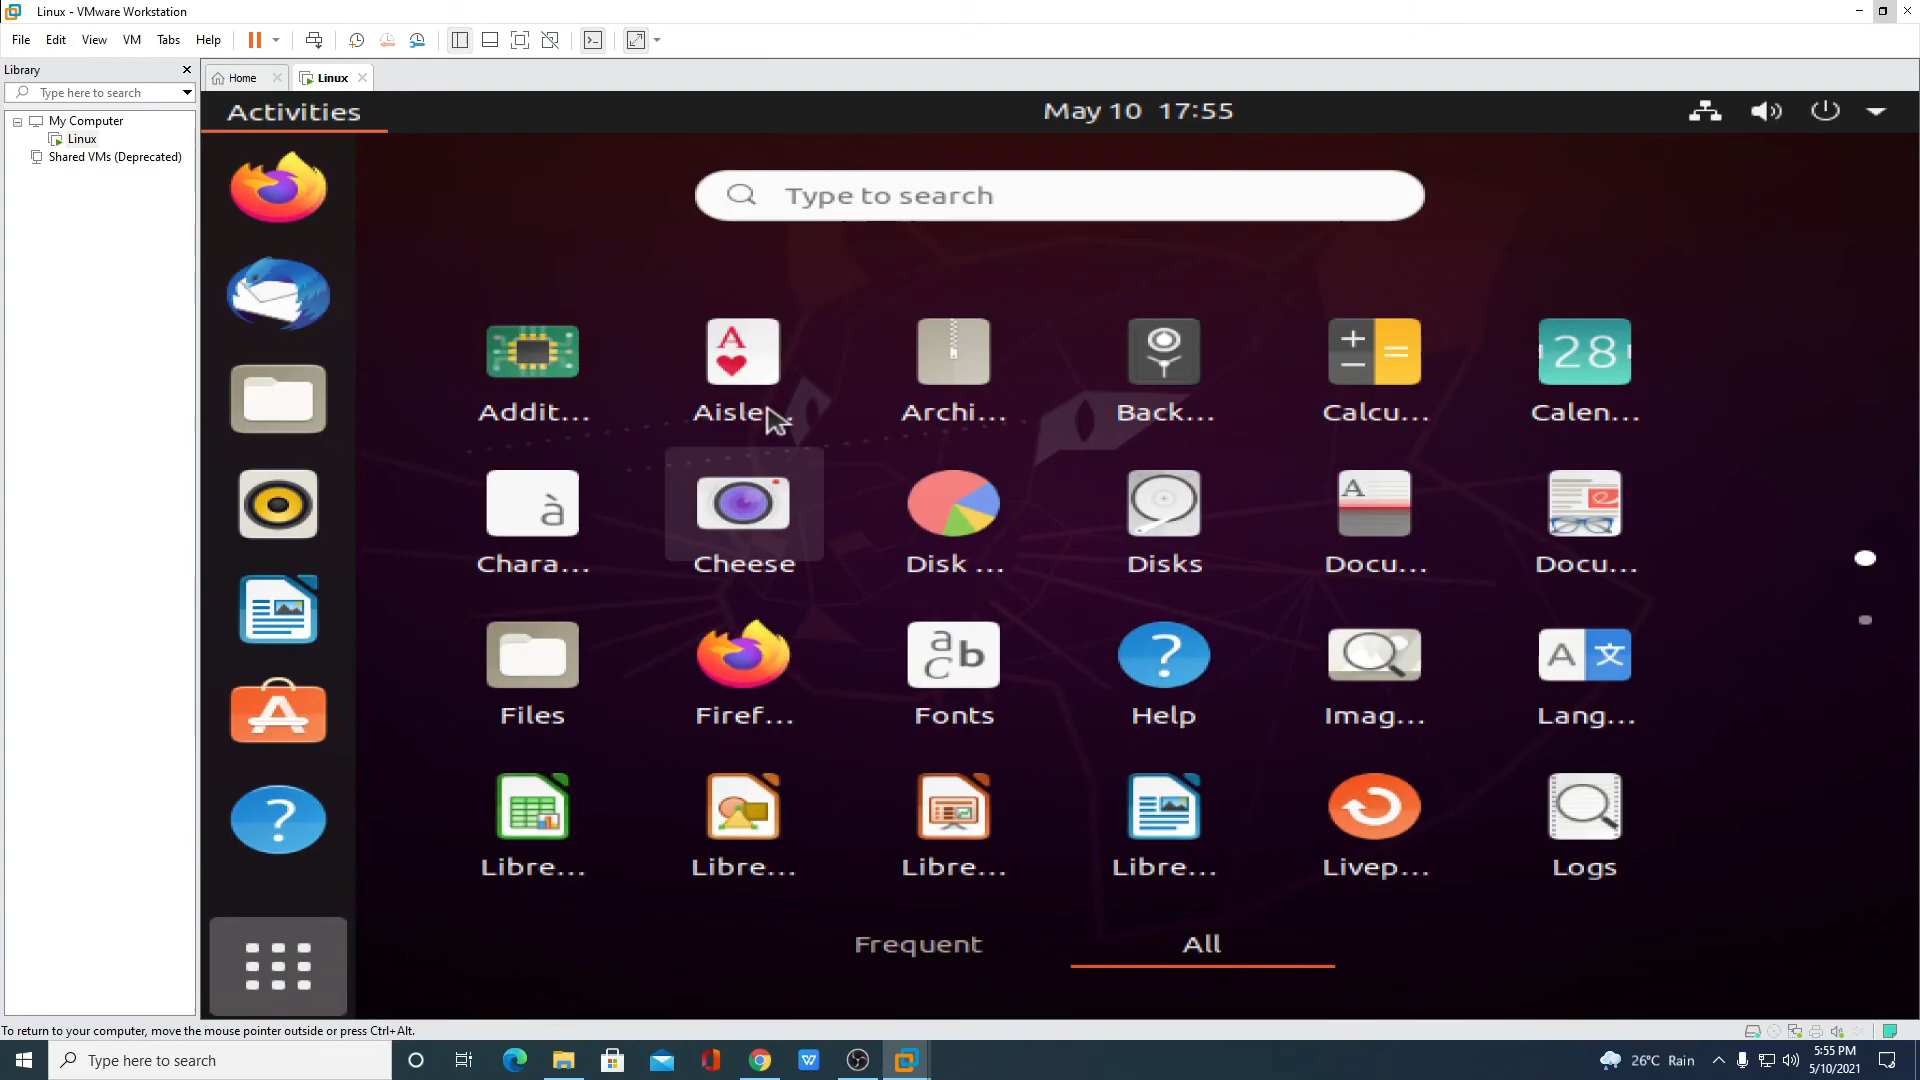 Linux - VMware Workstation
File Edit View VM Tabs Help
Library
Type here to search
My Computer
Linux
Shared VMs (Deprecated)
Home
Linux
Activities
May 10 17:55
Type to search
Addit...
Aisle...
Archi...
Back...
Calcu...
28
Calen...
Chara...
Cheese
Disk ...
Disks
Docu...
Docu...
Files
Firef...
Fonts
Help
Imag...
Lang...
Libre...
Libre...
Libre...
Libre...
Livep...
Logs
Frequent
All
To return to your computer, move the mouse pointer outside or press Ctrl+Alt.
Type here to search
26°C Rain
5:55 PM
5/10/2021